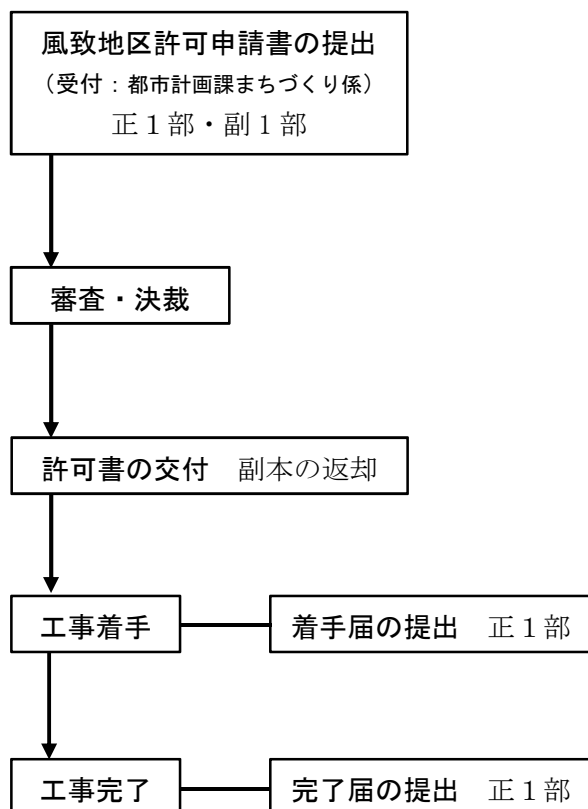 風致地区許可申請書の提出
（受付：都市計画課まちづくり係）
正１部・副１部
審査・決裁
許可書の交付　副本の返却
工事着手
着手届の提出　正１部
工事完了
完了届の提出　正１部